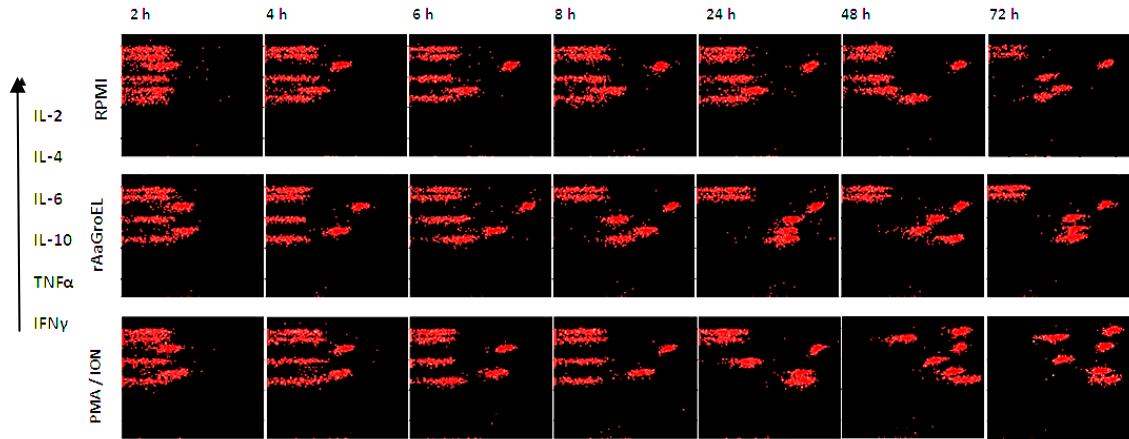 2 h 4 h 6 h 8 h 24 h 48 h 72 h
RPMI
rAaGroEL
PMA / ION
IL-2
IL-4
IL-6
IL-10
TNFα
IFNγ